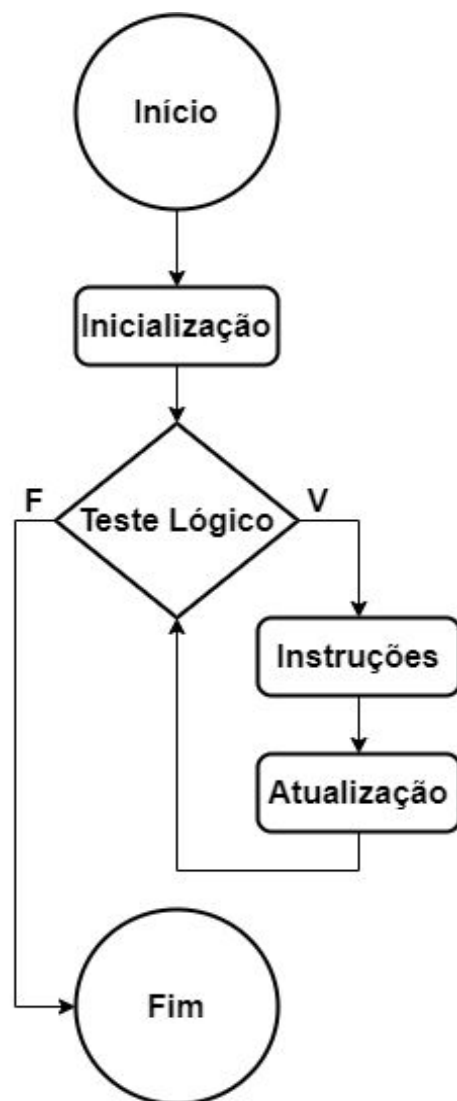 Início
Inicialização
F
V
Teste Lógico
Instruções
Atualização
Fim